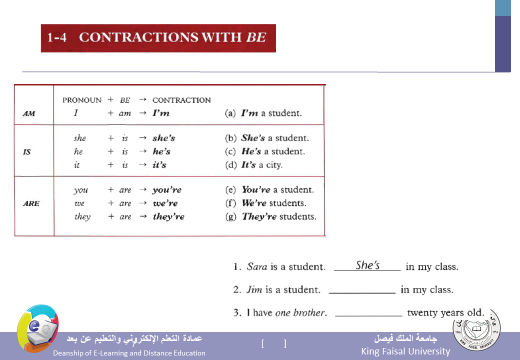 1-4 CONTRACTIONS WITH BE
PRONOUN + BE → CONTRACTION
AM I + am → I'm (a) I'm a student.
she + is → she's (b) She's a student.
IS he + is → he's (c) He's a student.
it + is → it's (d) It's a city.
you + are → you're (e) You're a student.
ARE we + are → we're (f) We're students.
they + are → they're (g) They're students.
1. Sara is a student. She's in my class.
2. Jim is a student. __________ in my class.
3. I have one brother. __________ twenty years old.
عمادة التعلم الإلكتروني والتعليم عن بعد
Deanship of E-Learning and Distance Education
[ ]
جامعة الملك فيصل
King Faisal University